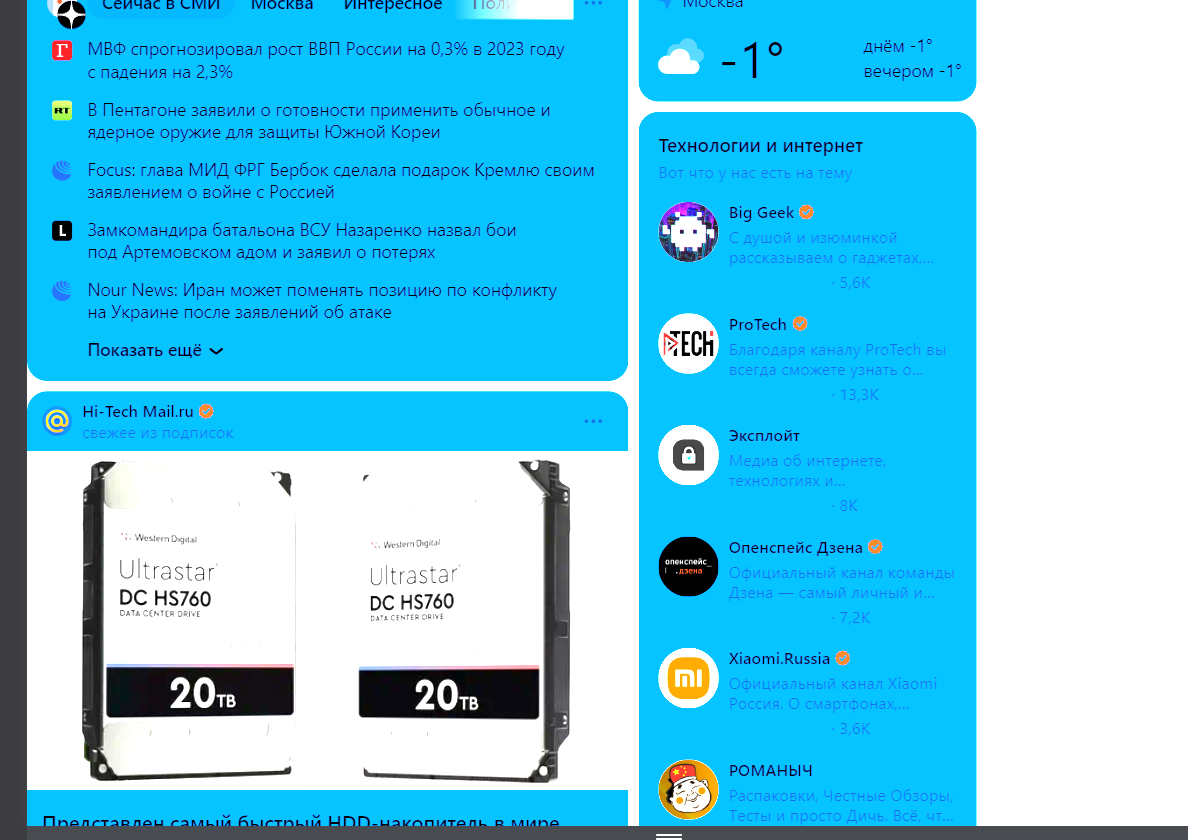 Сейчас в СМИ Москва Интересное
МВФ спрогнозировал рост ВВП России на 0,3% в 2023 году
с падения на 2,3%
RT
В Пентагоне заявили о готовности применить обычное и
ядерное оружие для защиты Южной Кореи
Focus: глава МИД ФРГ Бербок сделала подарок Кремлю своим
заявлением о войне с Россией
L
Замкомандира батальона ВСУ Назаренко назвал бои
под Артемовском адом и заявил о потерях
Nour News: Иран может поменять позицию по конфликту
на Украине после заявлений об атаке
Показать ещё
Hi-Tech Mail.ru
свежее из подписок
Western Digital
Ultrastar
DC HS760
DATA CENTER DRIVE
20TB
Western Digital
Ultrastar
DC HS760
DATA CENTER DRIVE
20TB
Представлен самый быстрый HDD-накопитель в мире
Москва
-1°
днём -1°
вечером -1°
Технологии и интернет
Вот что у нас есть на тему
Big Geek
С душой и изюминкой
рассказываем о гаджетах,...
· 5,6K
TECH
ProTech
Благодаря каналу ProTech вы
всегда сможете узнать о...
· 13,3K
Эксплойт
Медиа об интернете,
технологиях и...
· 8K
опенспейс_
.дзена
Опенспейс Дзена
Официальный канал команды
Дзена — самый личный и...
· 7,2K
mi
Xiaomi.Russia
Официальный канал Xiaomi
Россия. О смартфонах,...
· 3,6K
РОМАНЫЧ
Распаковки, Честные Обзоры,
Тесты и просто Дичь. Всё, чт...